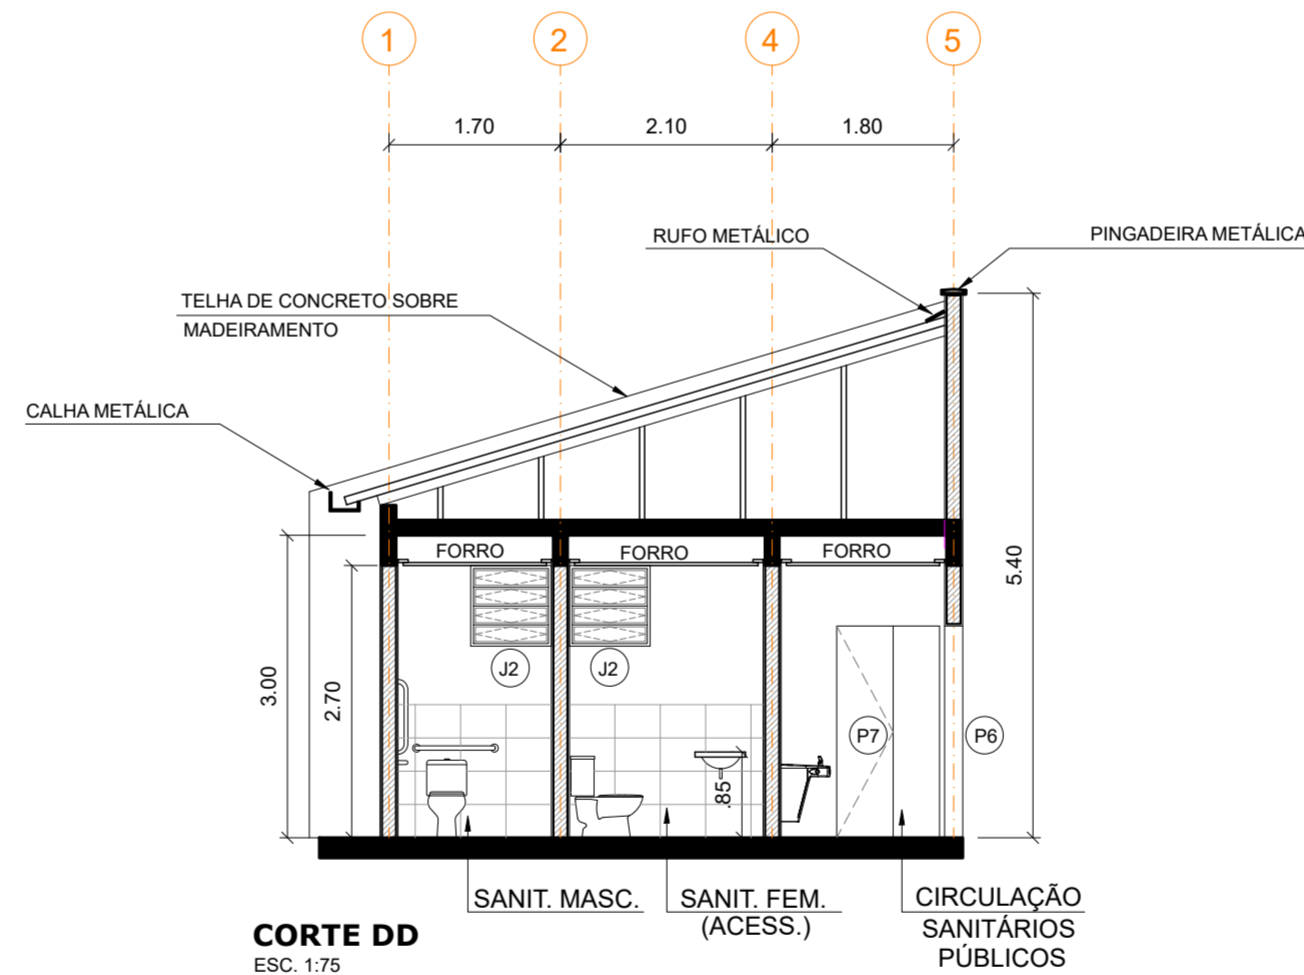 1
2
4
5
1.70
2.10
1.80
RUFO METÁLICO
PINGADEIRA METÁLICA
TELHA DE CONCRETO SOBRE
MADEIRAMENTO
CALHA METÁLICA
FORRO
FORRO
FORRO
5.40
3.00
2.70
J2
J2
P7
P6
.85
SANIT. MASC.
SANIT. FEM.
(ACESS.)
CIRCULAÇÃO
SANITÁRIOS
PÚBLICOS
CORTE DD
ESC. 1:75